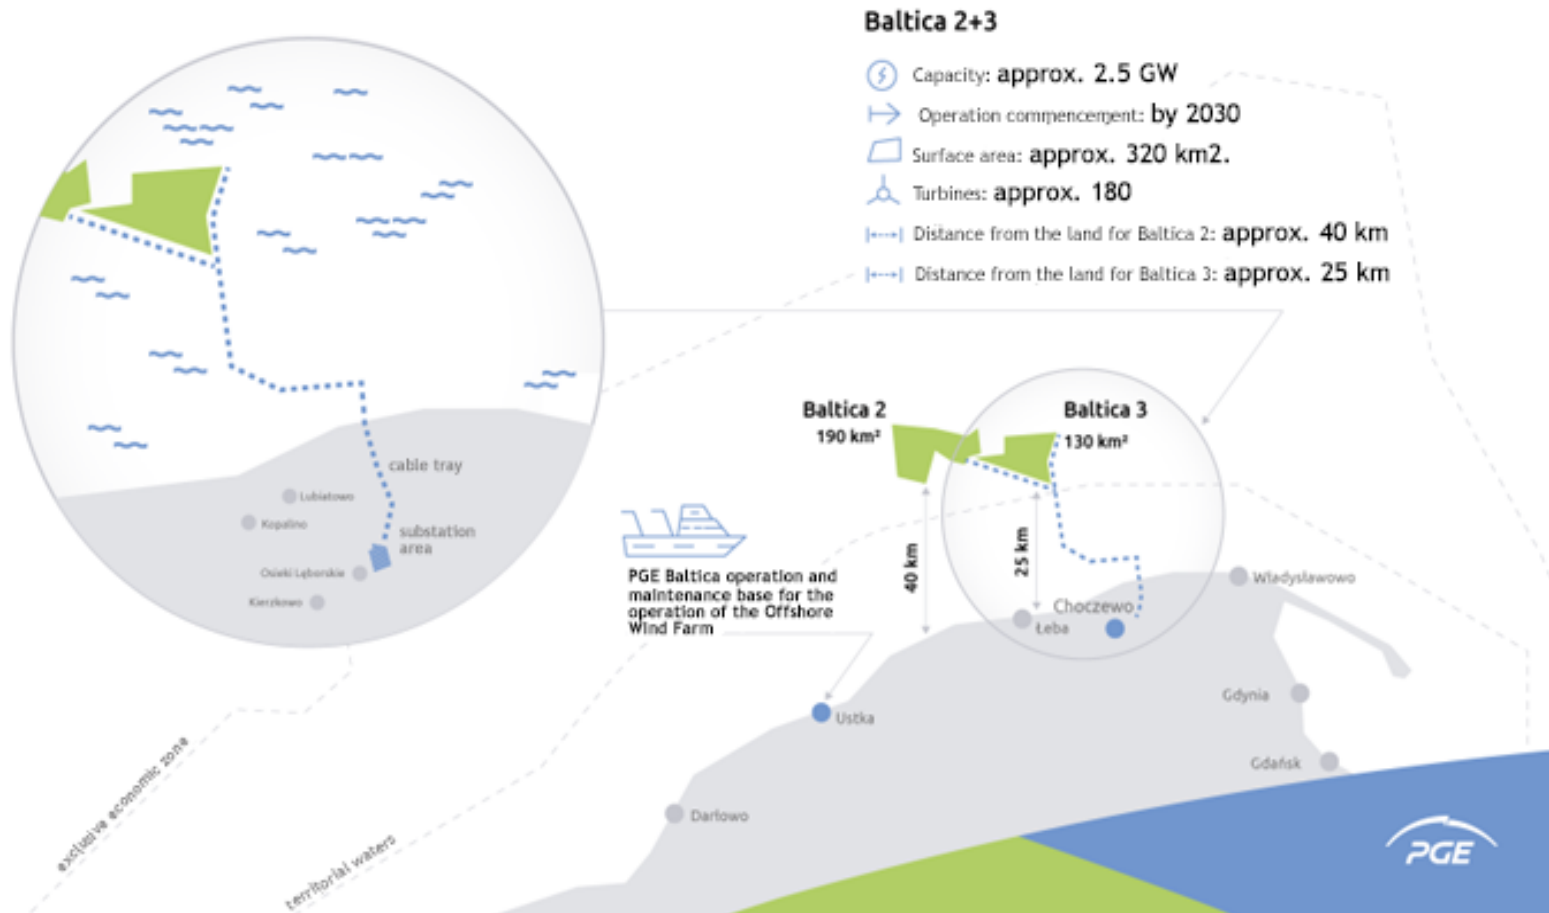 Baltica 2+3
Capacity: approx. 2.5 GW
Operation commencement: by 2030
Surface area: approx. 320 km2.
Turbines: approx. 180
Distance from the land for Baltica 2: approx. 40 km
Distance from the land for Baltica 3: approx. 25 km
Baltica 2
190 km²
Baltica 3
130 km²
cable tray
Lubiatowo
Kopalino
substation
area
Osieki Lęborskie
Kierzkowo
40 km
25 km
PGE Baltica operation and
maintenance base for the
operation of the Offshore
Wind Farm
Choczewo
Łeba
Władysławowo
Ustka
Gdynia
Gdańsk
Darłowo
exclusive economic zone
territorial waters
PGE